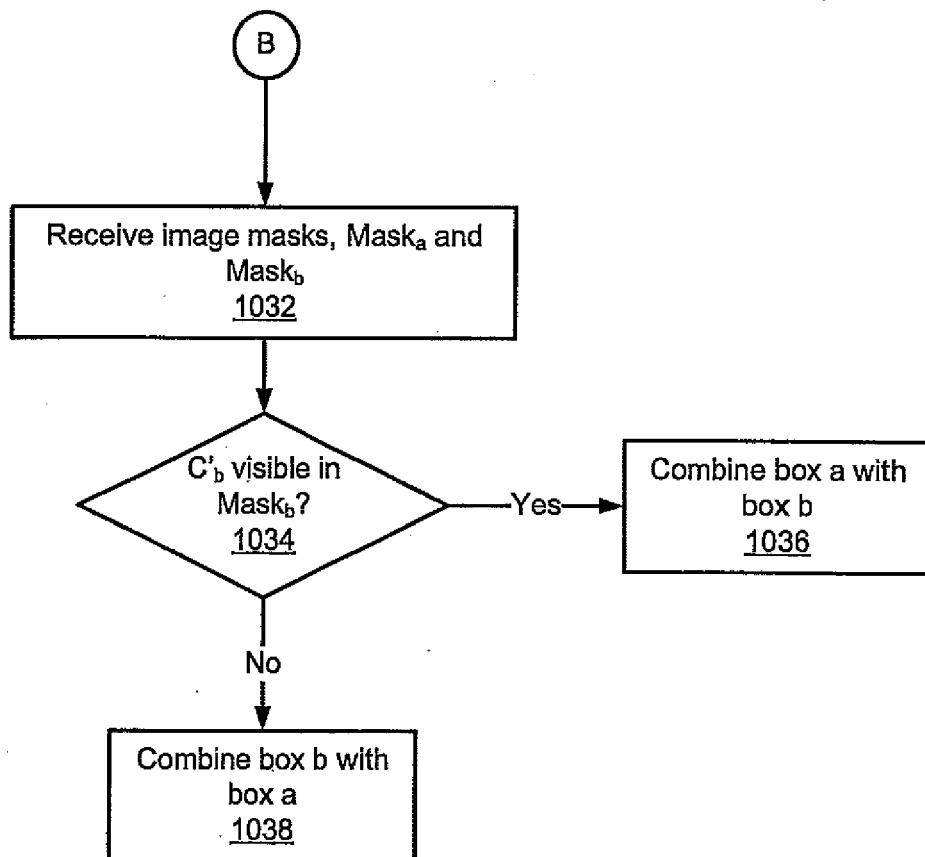 B
Receive image masks, Maskₐ and
Mask_b
1032
C'_b visible in
Mask_b?
1034
Yes
Combine box a with
box b
1036
No
Combine box b with
box a
1038